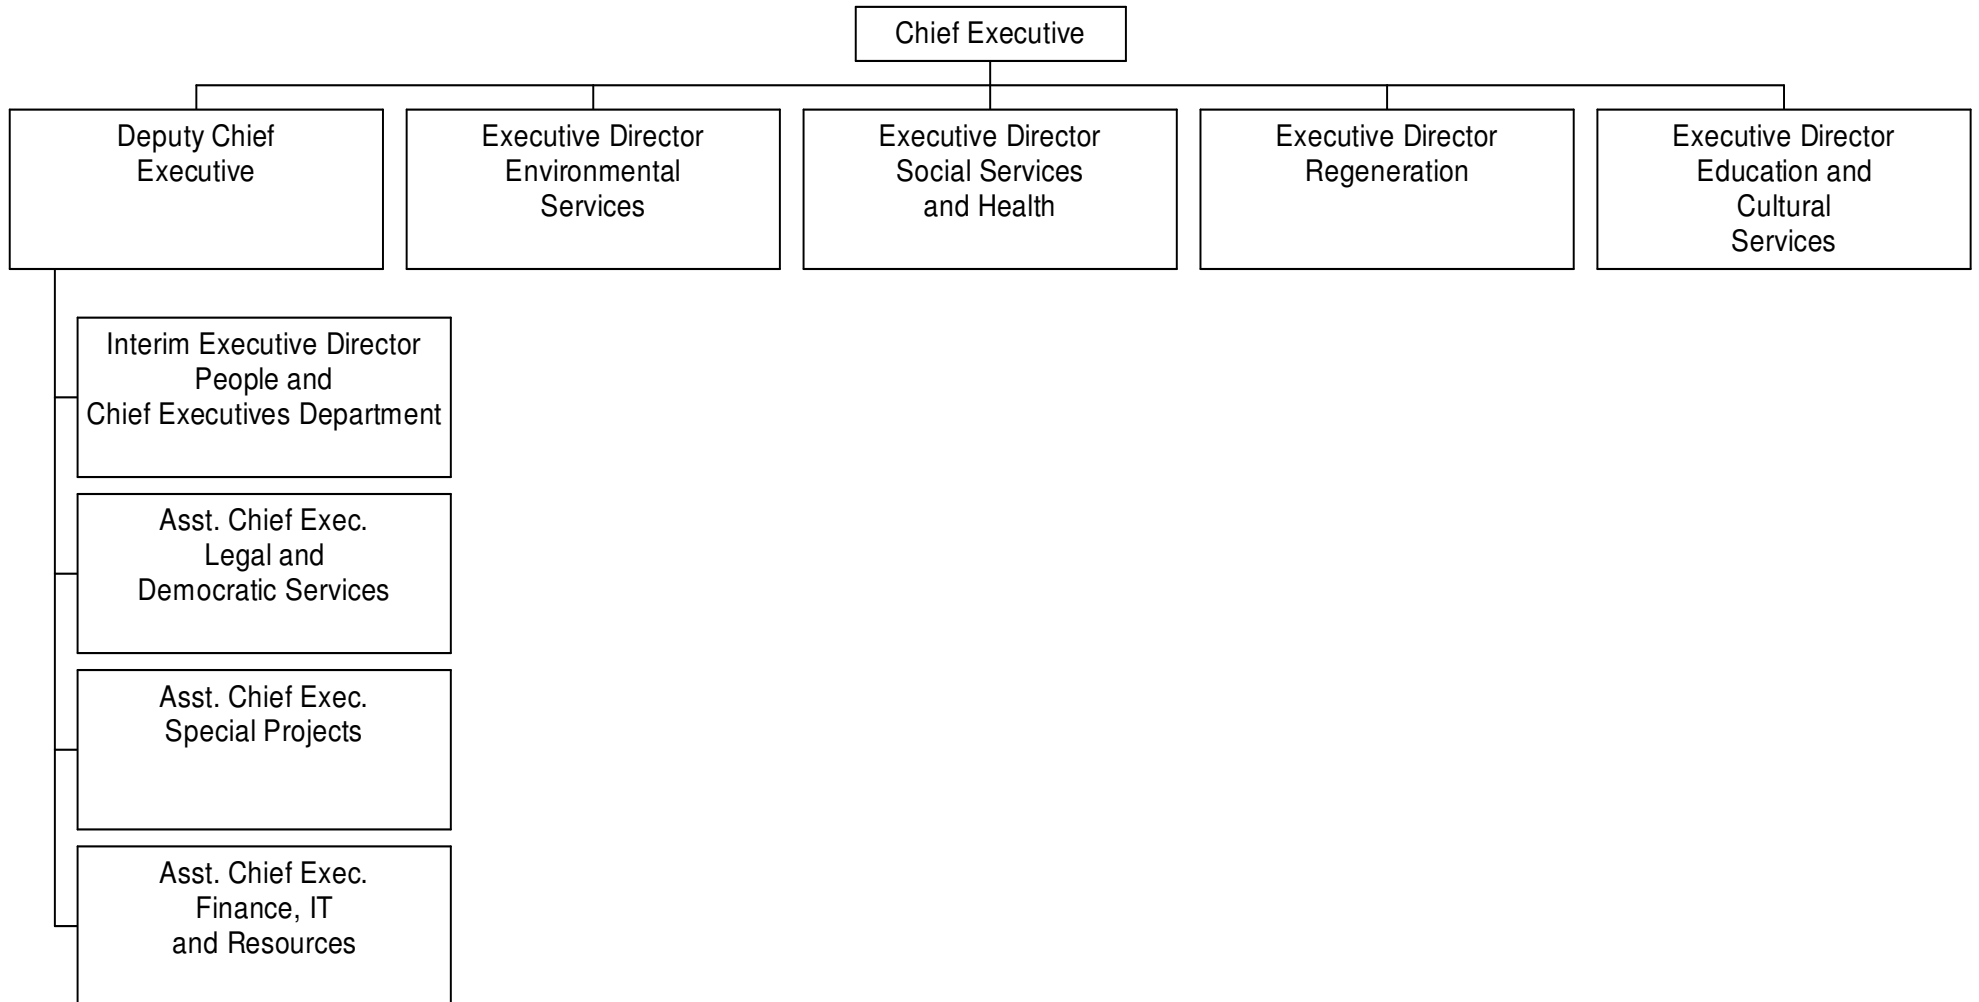 Chief Executive
Deputy Chief
Executive
Executive Director
Environmental
Services
Executive Director
Social Services
and Health
Executive Director
Regeneration
Executive Director
Education and
Cultural
Services
Interim Executive Director
People and
Chief Executives Department
Asst. Chief Exec.
Legal and
Democratic Services
Asst. Chief Exec.
Special Projects
Asst. Chief Exec.
Finance, IT
and Resources